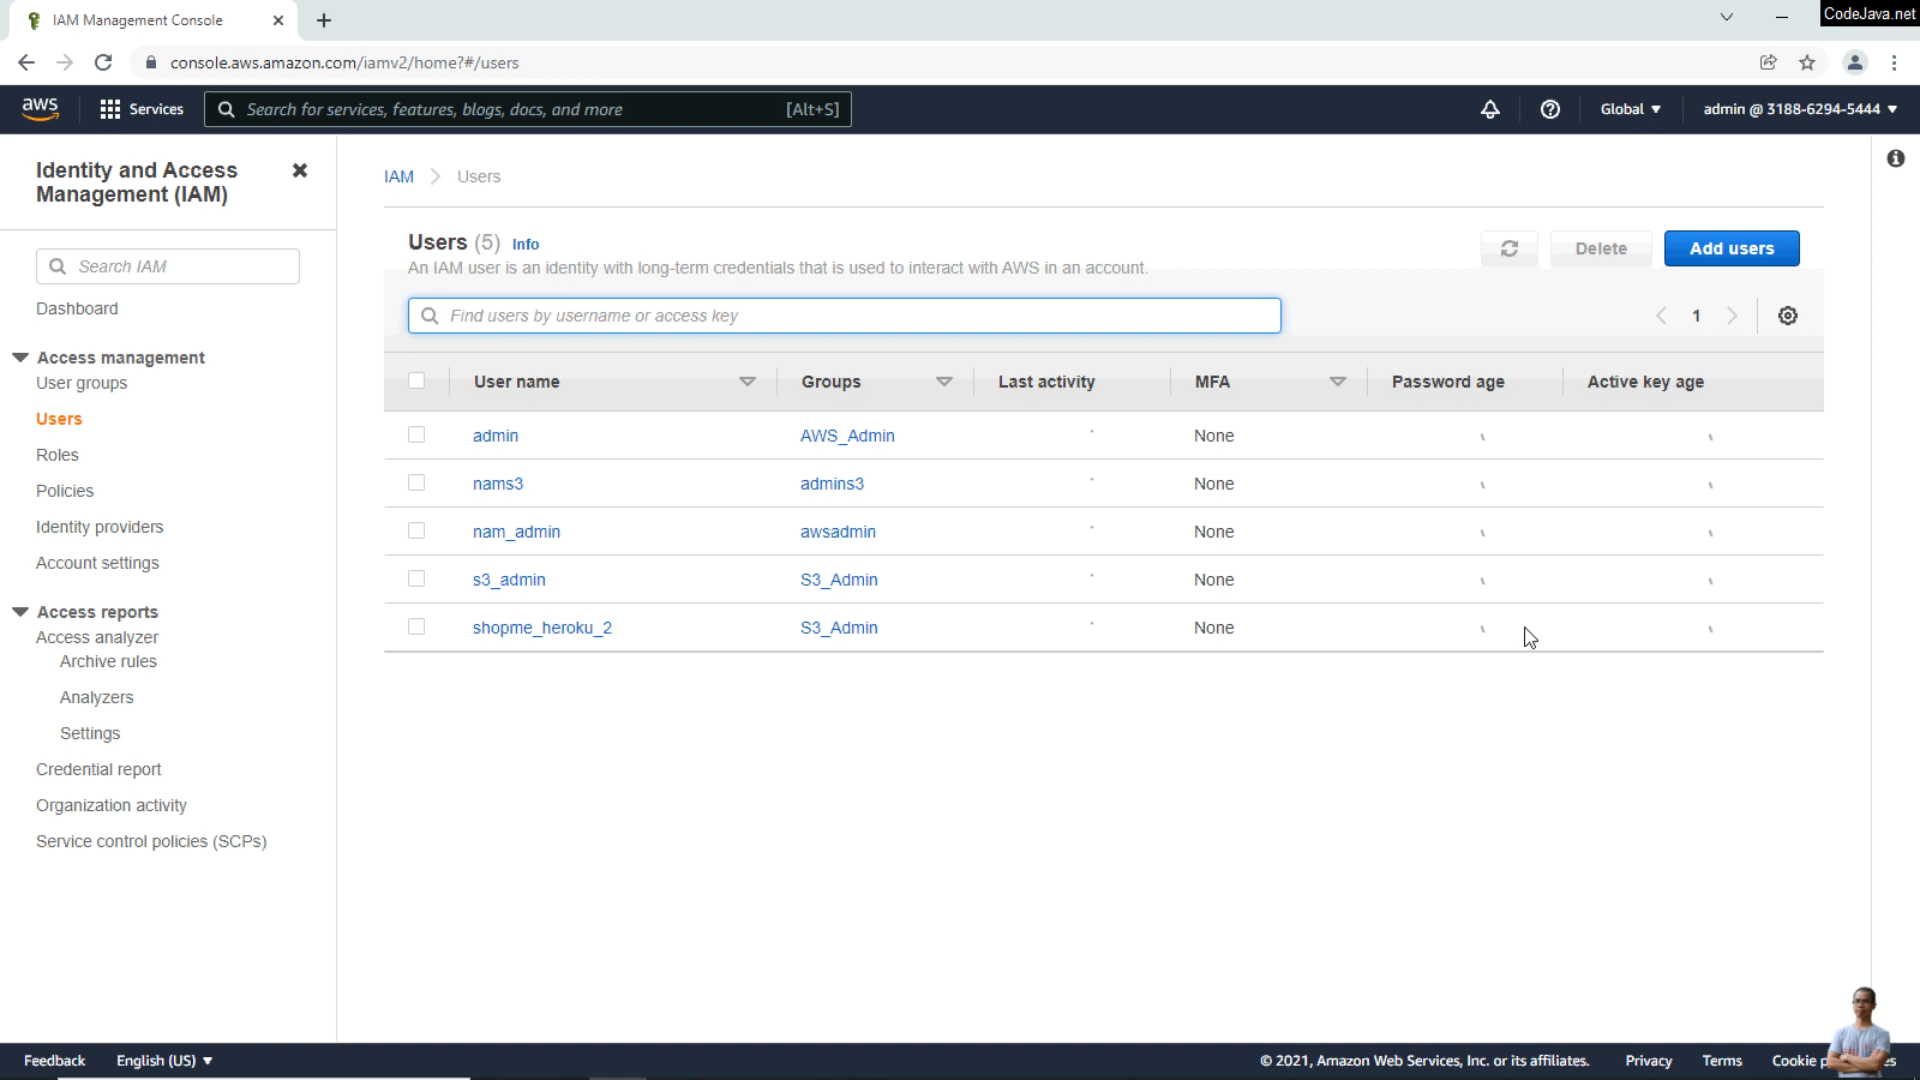 IAM Management Console
CodeJava.net
console.aws.amazon.com/iamv2/home?#/users
aws
Services
Search for services, features, blogs, docs, and more
[Alt+S]
Global
admin @ 3188-6294-5444
Identity and Access
Management (IAM)
Search IAM
Dashboard
Access management
User groups
Users
Roles
Policies
Identity providers
Account settings
Access reports
Access analyzer
Archive rules
Analyzers
Settings
Credential report
Organization activity
Service control policies (SCPs)
IAM
Users
Users (5) Info
An IAM user is an identity with long-term credentials that is used to interact with AWS in an account.
Delete
Add users
Find users by username or access key
1
User name Groups Last activity MFA Password age Active key age
admin AWS_Admin None
nams3 admins3 None
nam_admin awsadmin None
s3_admin S3_Admin None
shopme_heroku_2 S3_Admin None
Feedback
English (US)
© 2021, Amazon Web Services, Inc. or its affiliates.
Privacy
Terms
Cookie